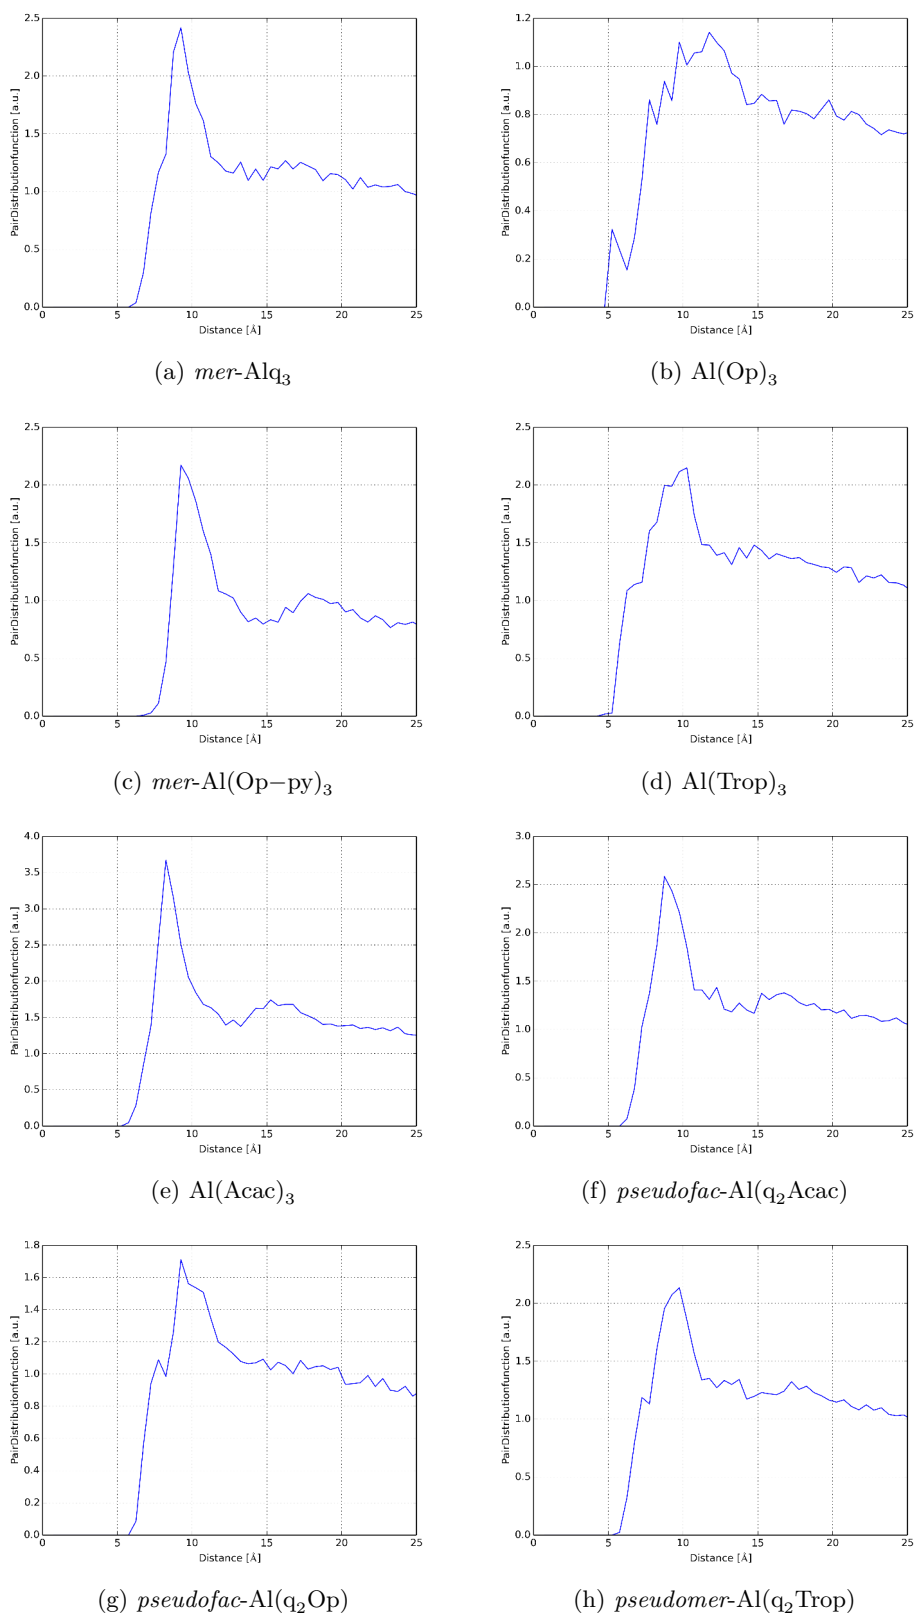 2.5
2.0
1.5
1.0
0.5
0.0
PairDistributionfunction [a.u.]
0 5 10 15 20 25
Distance [Å]
(a) mer-Alq₃
1.2
1.0
0.8
0.6
0.4
0.2
0.0
PairDistributionfunction [a.u.]
0 5 10 15 20 25
Distance [Å]
(b) Al(Op)₃
2.5
2.0
1.5
1.0
0.5
0.0
PairDistributionfunction [a.u.]
0 5 10 15 20 25
Distance [Å]
(c) mer-Al(Op−py)₃
2.5
2.0
1.5
1.0
0.5
0.0
PairDistributionfunction [a.u.]
0 5 10 15 20 25
Distance [Å]
(d) Al(Trop)₃
4.0
3.5
3.0
2.5
2.0
1.5
1.0
0.5
0.0
PairDistributionfunction [a.u.]
0 5 10 15 20 25
Distance [Å]
(e) Al(Acac)₃
3.0
2.5
2.0
1.5
1.0
0.5
0.0
PairDistributionfunction [a.u.]
0 5 10 15 20 25
Distance [Å]
(f) pseudofac-Al(q₂Acac)
1.8
1.6
1.4
1.2
1.0
0.8
0.6
0.4
0.2
0.0
PairDistributionfunction [a.u.]
0 5 10 15 20 25
Distance [Å]
(g) pseudofac-Al(q₂Op)
2.5
2.0
1.5
1.0
0.5
0.0
PairDistributionfunction [a.u.]
0 5 10 15 20 25
Distance [Å]
(h) pseudomer-Al(q₂Trop)